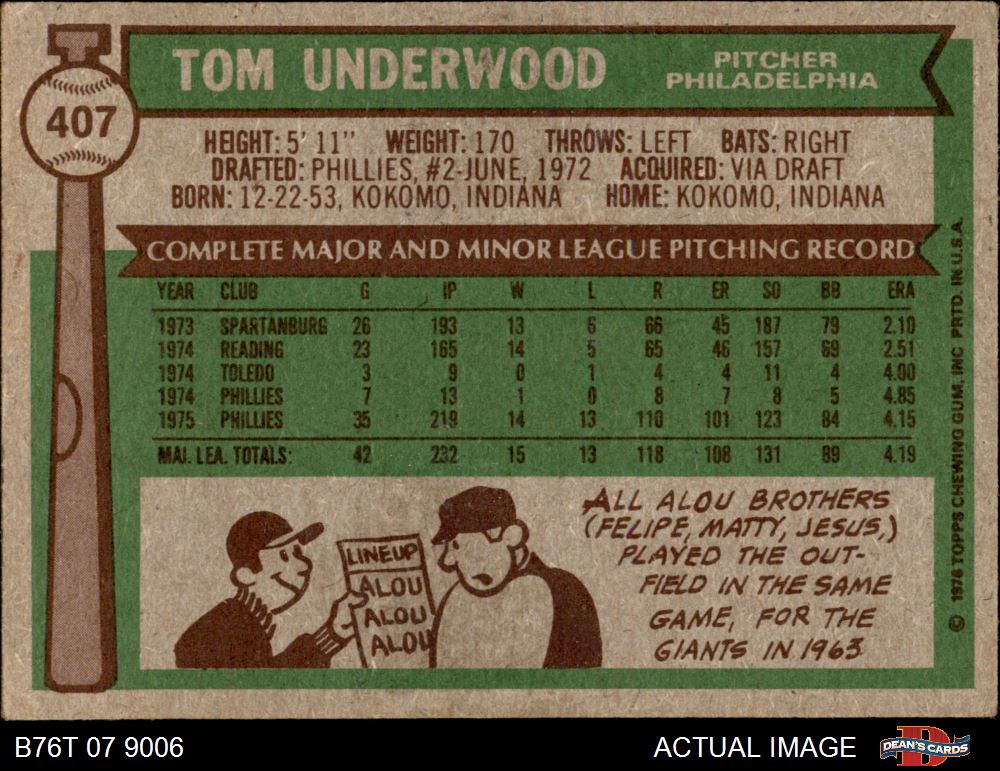 TOM UNDERWOOD
PITCHER
PHILADELPHIA
407
HEIGHT: 5' 11" WEIGHT: 170 THROWS: LEFT BATS: RIGHT
DRAFTED: PHILLIES, #2-JUNE, 1972 ACQUIRED: VIA DRAFT
BORN: 12-22-53, KOKOMO, INDIANA HOME: KOKOMO, INDIANA
COMPLETE MAJOR AND MINOR LEAGUE PITCHING RECORD
YEAR CLUB G IP W L R ER SO BB ERA
1973 SPARTANBURG 26 193 13 6 66 45 187 79 2.10
1974 READING 23 165 14 5 65 46 157 69 2.51
1974 TOLEDO 3 9 0 1 4 4 11 4 4.00
1974 PHILLIES 7 13 1 0 8 7 8 5 4.85
1975 PHILLIES 35 219 14 13 110 101 123 84 4.15
MAJ. LEA. TOTALS: 42 232 15 13 118 108 131 89 4.19
LINEUP
ALOU
ALOU
ALOU
ALL ALOU BROTHERS
(FELIPE, MATTY, JESUS,)
PLAYED THE OUT-
FIELD IN THE SAME
GAME, FOR THE
GIANTS IN 1963
© 1976 TOPPS CHEWING GUM, INC PRTD. IN U.S.A.
B76T 07 9006
ACTUAL IMAGE
DEAN'S CARDS